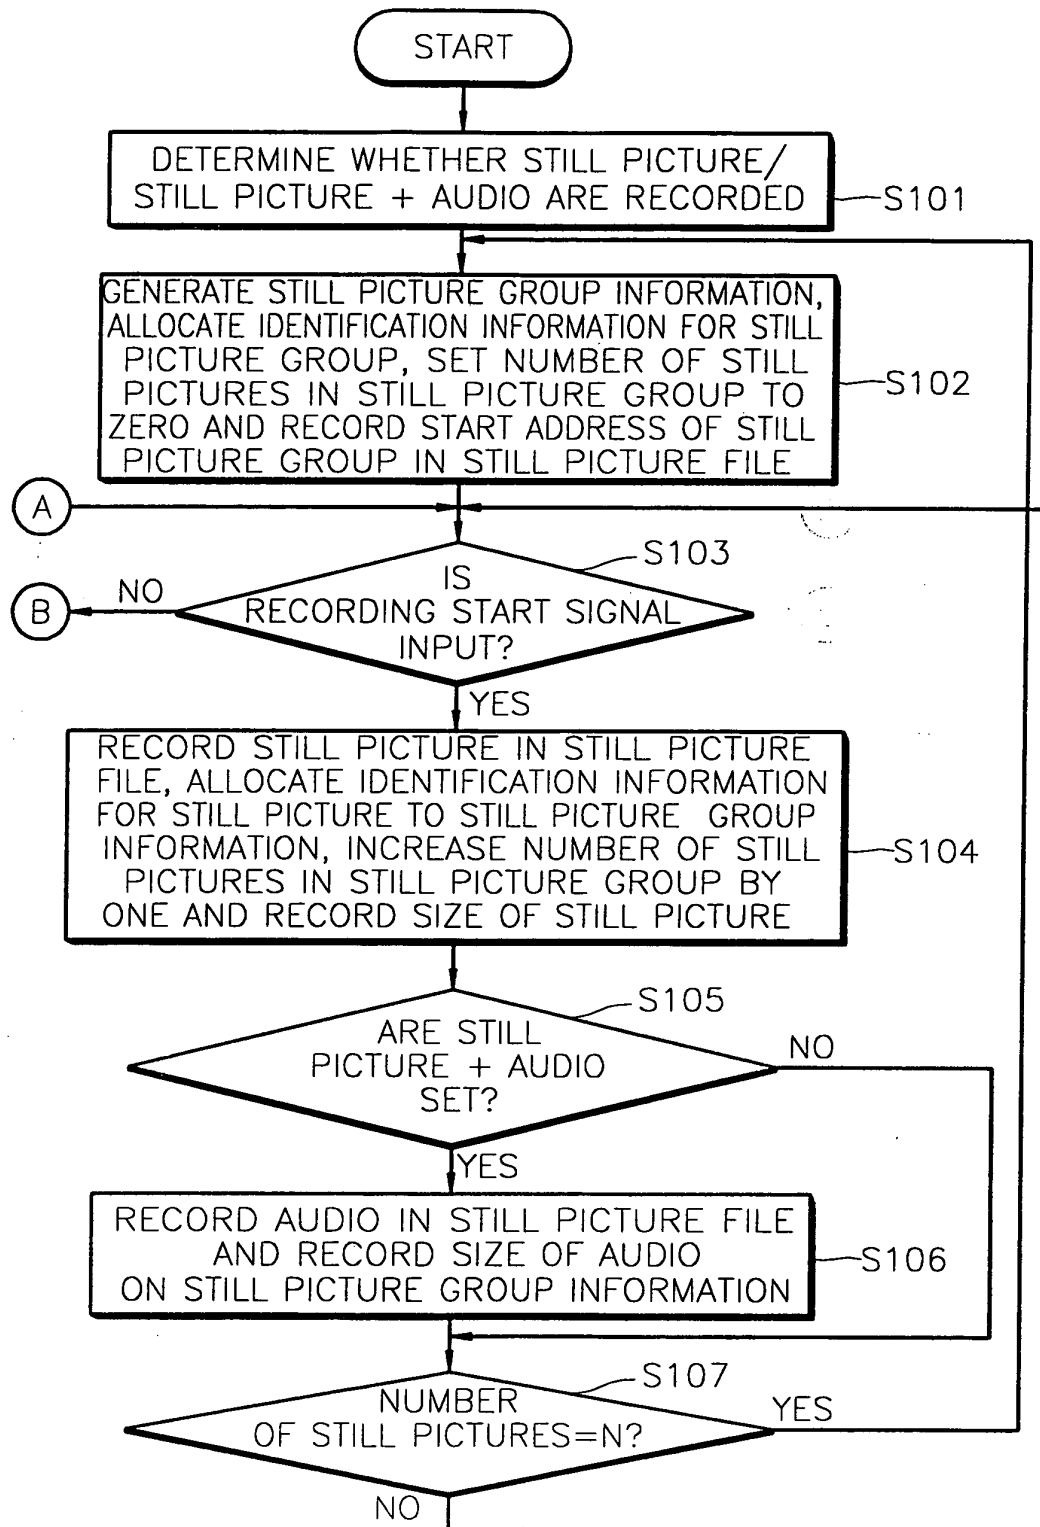 START
DETERMINE WHETHER STILL PICTURE/
STILL PICTURE + AUDIO ARE RECORDED
S101
GENERATE STILL PICTURE GROUP INFORMATION,
ALLOCATE IDENTIFICATION INFORMATION FOR STILL
PICTURE GROUP, SET NUMBER OF STILL
PICTURES IN STILL PICTURE GROUP TO
ZERO AND RECORD START ADDRESS OF STILL
PICTURE GROUP IN STILL PICTURE FILE
S102
A
S103
IS
RECORDING START SIGNAL
INPUT?
NO
B
YES
RECORD STILL PICTURE IN STILL PICTURE
FILE, ALLOCATE IDENTIFICATION INFORMATION
FOR STILL PICTURE TO STILL PICTURE GROUP
INFORMATION, INCREASE NUMBER OF STILL
PICTURES IN STILL PICTURE GROUP BY
ONE AND RECORD SIZE OF STILL PICTURE
S104
S105
ARE STILL
PICTURE + AUDIO
SET?
NO
YES
RECORD AUDIO IN STILL PICTURE FILE
AND RECORD SIZE OF AUDIO
ON STILL PICTURE GROUP INFORMATION
S106
S107
NUMBER
OF STILL PICTURES=N?
YES
NO